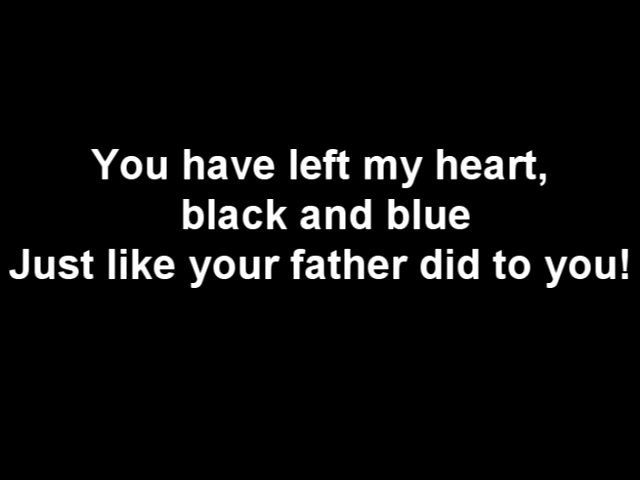 You have left my heart,
black and blue
Just like your father did to you!